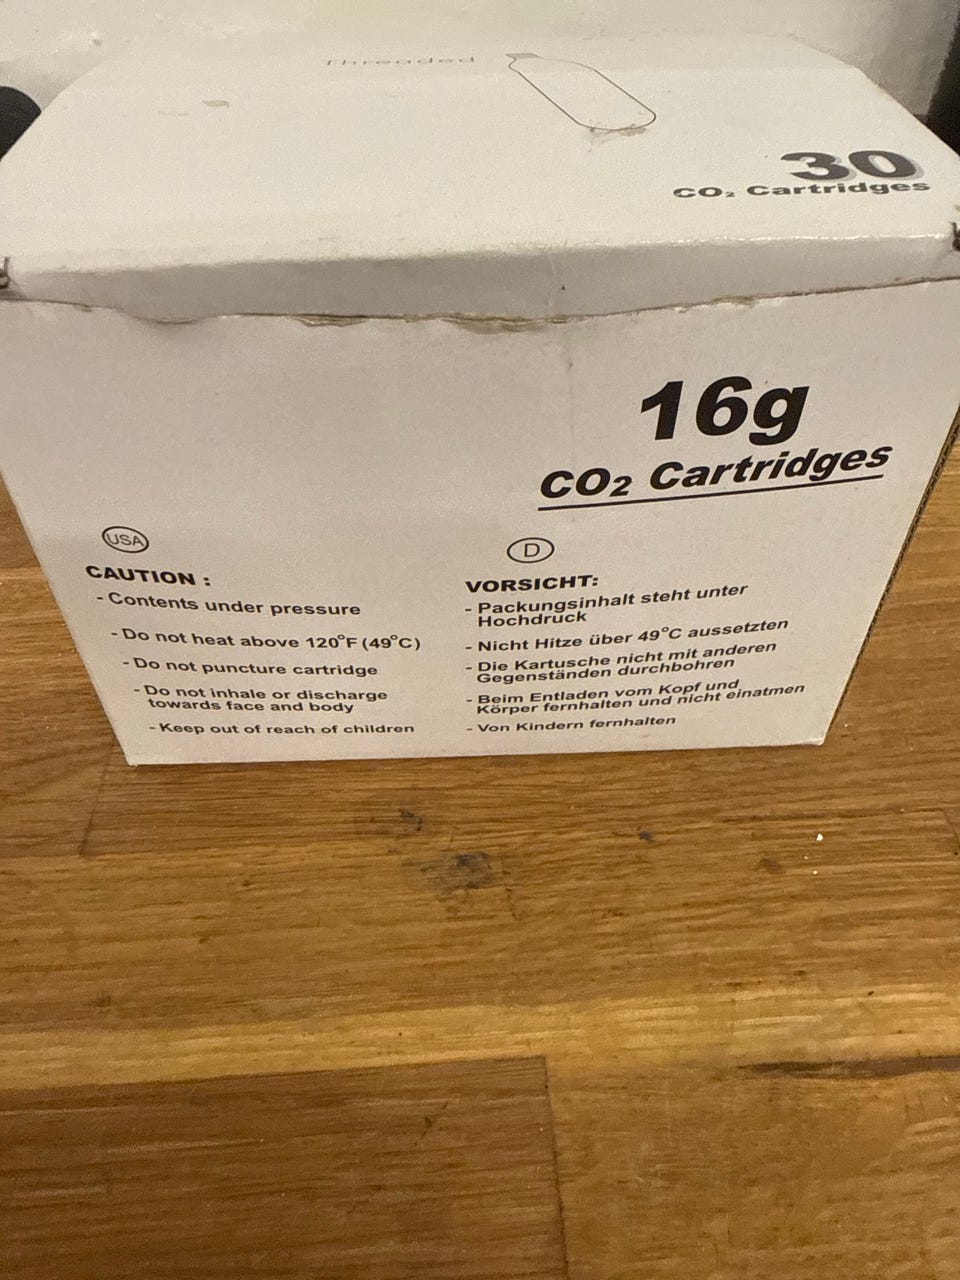 Threaded
30
CO₂ Cartridges
16g
CO₂ Cartridges
USA
CAUTION :
- Contents under pressure
- Do not heat above 120°F (49°C)
- Do not puncture cartridge
- Do not inhale or discharge
towards face and body
- Keep out of reach of children
D
VORSICHT:
- Packungsinhalt steht unter
Hochdruck
- Nicht Hitze über 49°C aussetzten
- Die Kartusche nicht mit anderen
Gegenständen durchbohren
- Beim Entladen vom Kopf und
Körper fernhalten und nicht einatmen
- Von Kindern fernhalten